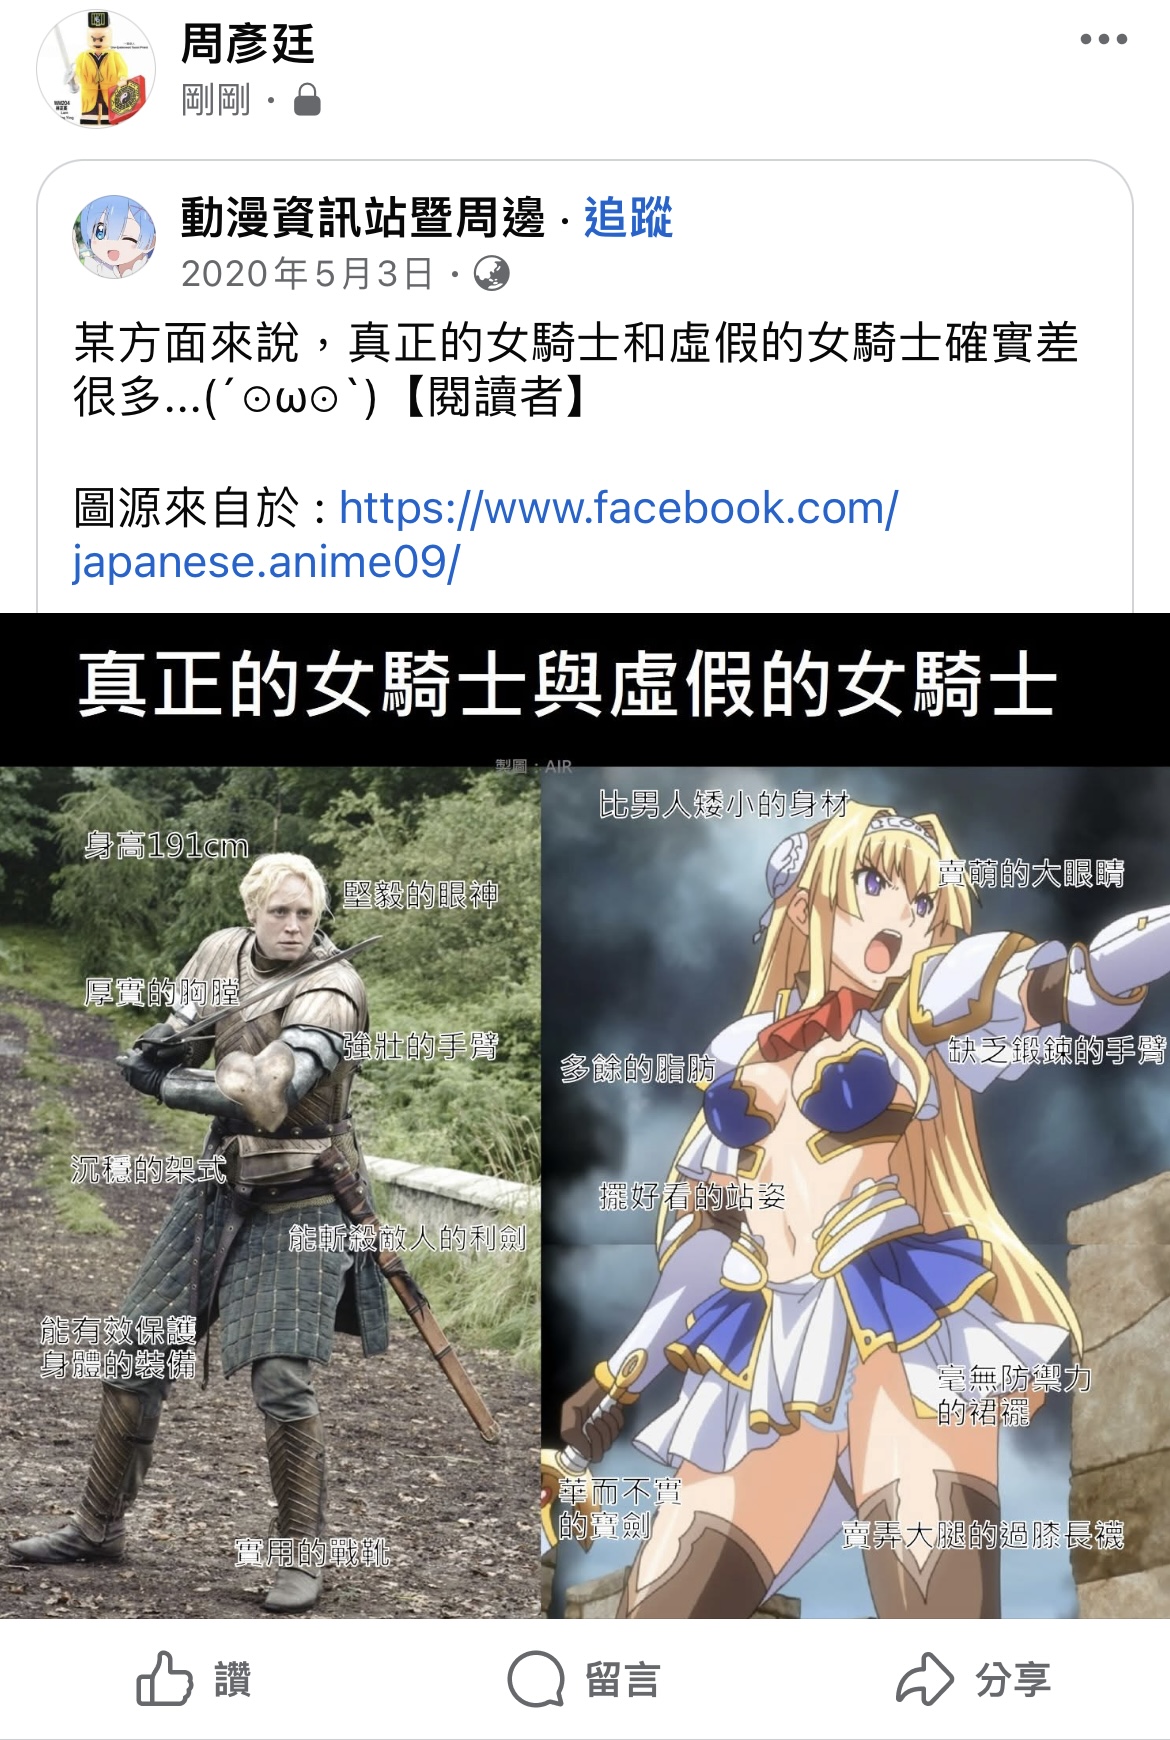 周彥廷
剛剛 ·
動漫資訊站暨周邊 · 追蹤
2020年5月3日 ·
某方面來說，真正的女騎士和虛假的女騎士確實差
很多...(´⊙ω⊙`)【閱讀者】
圖源來自於 : https://www.facebook.com/
japanese.anime09/
真正的女騎士與虛假的女騎士
製圖：AIR
身高191cm
堅毅的眼神
厚實的胸膛
強壯的手臂
沉穩的架式
能斬殺敵人的利劍
能有效保護
身體的裝備
實用的戰靴
比男人矮小的身材
賣萌的大眼睛
多餘的脂肪
缺乏鍛鍊的手臂
擺好看的站姿
毫無防禦力
的裙襬
華而不實
的寶劍
賣弄大腿的過膝長襪
讚
留言
分享